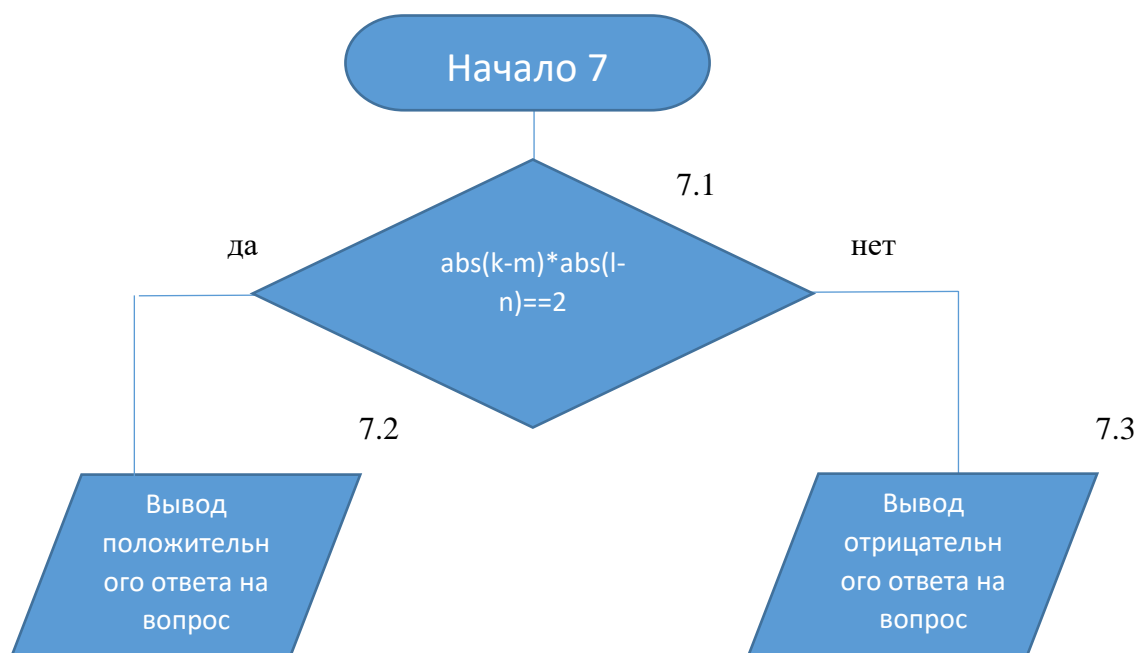 Начало 7
7.1
да
нет
abs(k-m)*abs(l-
n)==2
7.2
7.3
Вывод
положительн
ого ответа на
вопрос
Вывод
отрицательн
ого ответа на
вопрос